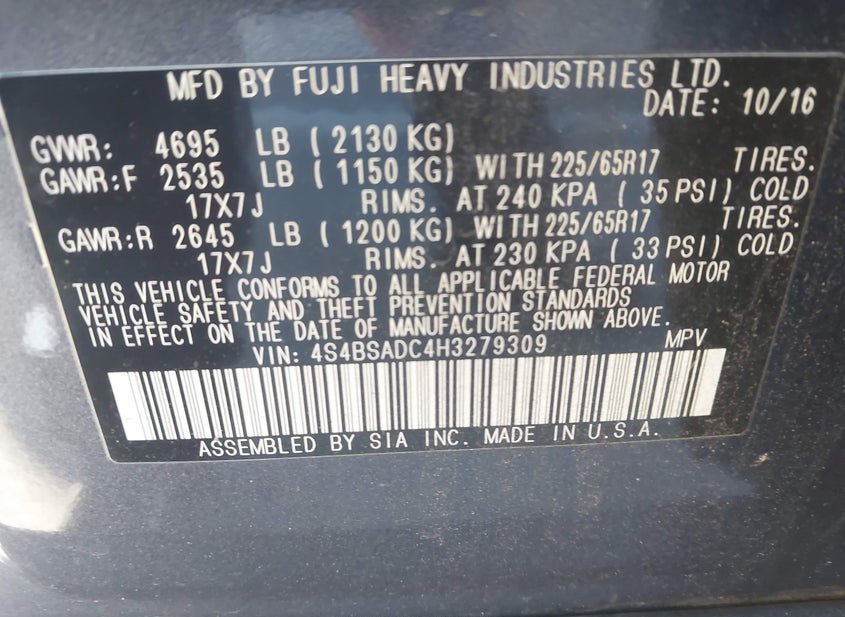 MFD BY FUJI HEAVY INDUSTRIES LTD.
DATE: 10/16
GVWR: 4695 LB ( 2130 KG)
GAWR:F 2535 LB ( 1150 KG) WITH 225/65R17 TIRES.
17X7J RIMS. AT 240 KPA ( 35 PSI) COLD
GAWR:R 2645 LB ( 1200 KG) WITH 225/65R17 TIRES.
17X7J RIMS. AT 230 KPA ( 33 PSI) COLD
THIS VEHICLE CONFORMS TO ALL APPLICABLE FEDERAL MOTOR
VEHICLE SAFETY AND THEFT PREVENTION STANDARDS
IN EFFECT ON THE DATE OF MANUFACTURE SHOWN ABOVE.
VIN: 4S4BSADC4H3279309 MPV
ASSEMBLED BY SIA INC. MADE IN U.S.A.